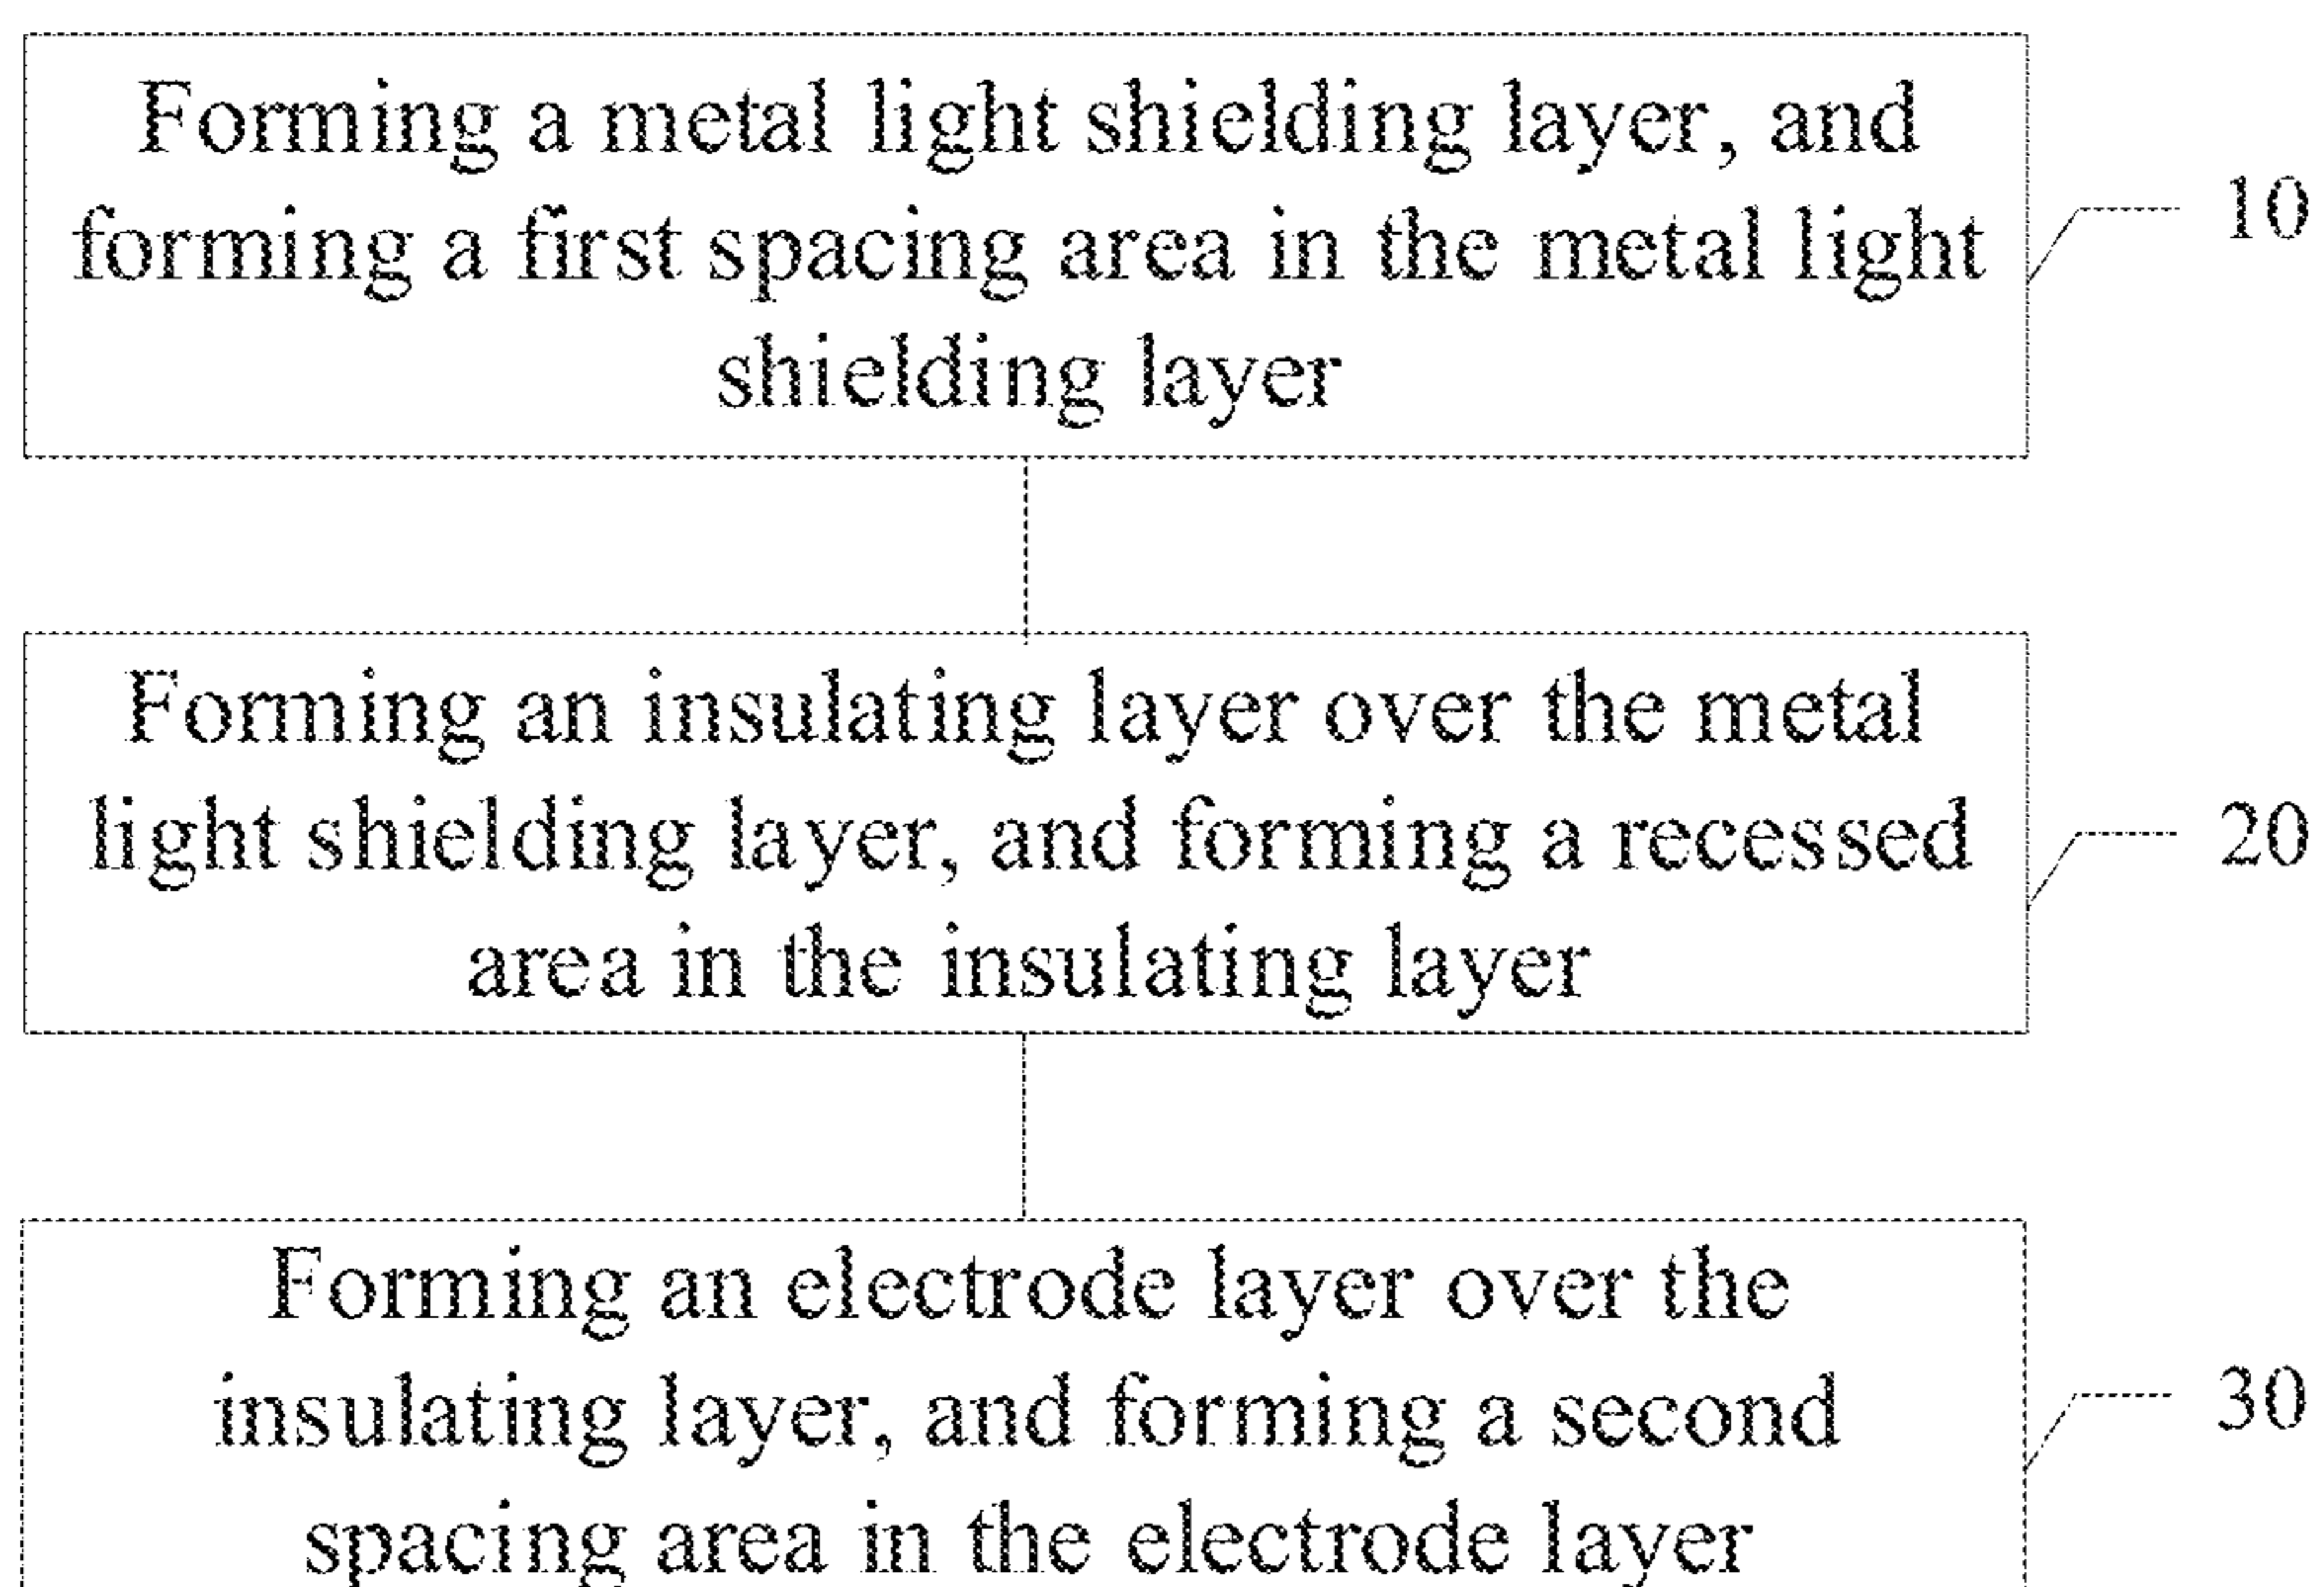 Forming a metal light shielding layer, and
forming a first spacing area in the metal light
shielding layer
10
Forming an insulating layer over the metal
light shielding layer, and forming a recessed
area in the insulating layer
20
Forming an electrode layer over the
insulating layer, and forming a second
spacing area in the electrode layer
30